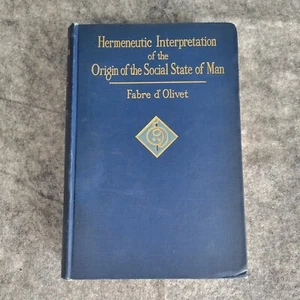 Hermeneutic Interpretation
of the
Origin of the Social State of Man
Fabre d'Olivet